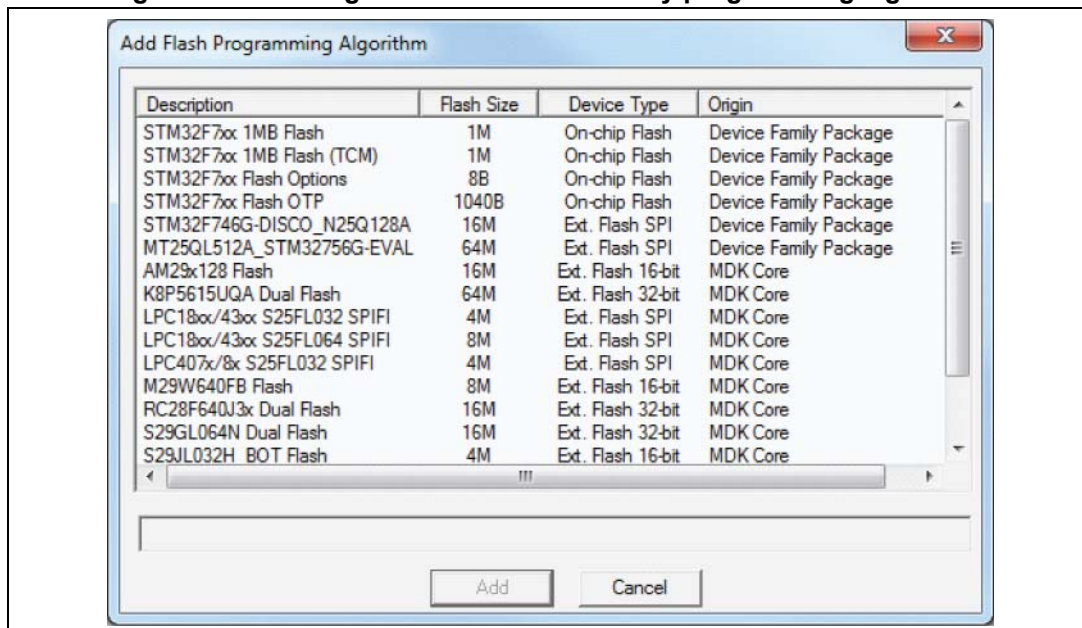 Add Flash Programming Algorithm
Description Flash Size Device Type Origin
STM32F7xx 1MB Flash 1M On-chip Flash Device Family Package
STM32F7xx 1MB Flash (TCM) 1M On-chip Flash Device Family Package
STM32F7xx Flash Options 8B On-chip Flash Device Family Package
STM32F7xx Flash OTP 1040B On-chip Flash Device Family Package
STM32F746G-DISCO_N25Q128A 16M Ext. Flash SPI Device Family Package
MT25QL512A_STM32756G-EVAL 64M Ext. Flash SPI Device Family Package
AM29x128 Flash 16M Ext. Flash 16-bit MDK Core
K8P5615UQA Dual Flash 64M Ext. Flash 32-bit MDK Core
LPC18xx/43xx S25FL032 SPIFI 4M Ext. Flash SPI MDK Core
LPC18xx/43xx S25FL064 SPIFI 8M Ext. Flash SPI MDK Core
LPC407x/8x S25FL032 SPIFI 4M Ext. Flash SPI MDK Core
M29W640FB Flash 8M Ext. Flash 16-bit MDK Core
RC28F640J3x Dual Flash 16M Ext. Flash 32-bit MDK Core
S29GL064N Dual Flash 16M Ext. Flash 32-bit MDK Core
S29JL032H_BOT Flash 4M Ext. Flash 16-bit MDK Core
Add Cancel